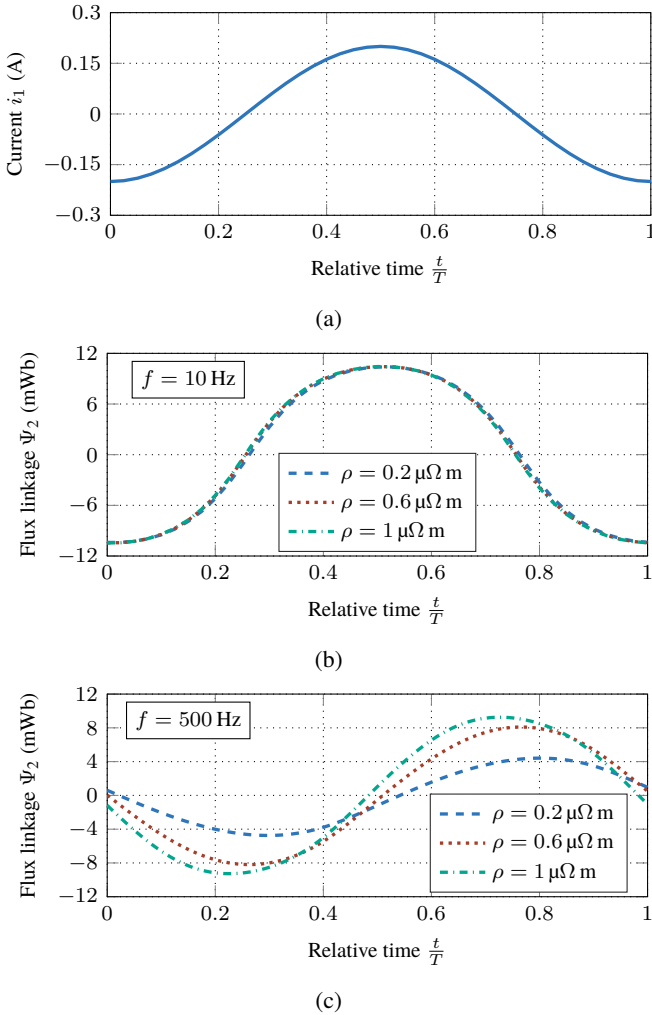 Current i₁ (A)
0.3
0.15
0
−0.15
−0.3
0 0.2 0.4 0.6 0.8 1
Relative time t/T
(a)
Flux linkage Ψ₂ (mWb)
12
6
0
−6
−12
f = 10 Hz
ρ = 0.2 μΩ m
ρ = 0.6 μΩ m
ρ = 1 μΩ m
0 0.2 0.4 0.6 0.8 1
Relative time t/T
(b)
Flux linkage Ψ₂ (mWb)
12
8
4
0
−4
−8
−12
f = 500 Hz
ρ = 0.2 μΩ m
ρ = 0.6 μΩ m
ρ = 1 μΩ m
0 0.2 0.4 0.6 0.8 1
Relative time t/T
(c)